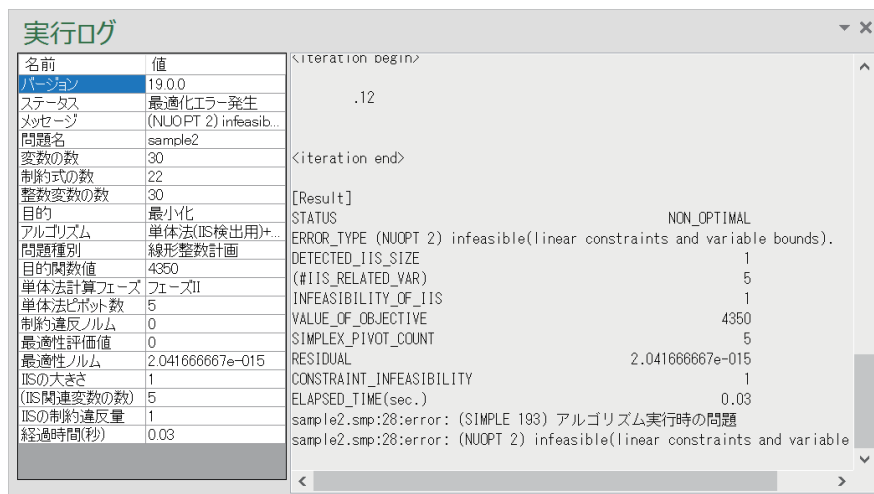 実行ログ
名前 値
バージョン 19.0.0
ステータス 最適化エラー発生
メッセージ (NUOPT 2) infeasib...
問題名 sample2
変数の数 30
制約式の数 22
整数変数の数 30
目的 最小化
アルゴリズム 単体法(IIS検出用)+...
問題種別 線形整数計画
目的関数値 4350
単体法計算フェーズ フェーズII
単体法ピボット数 5
制約違反ノルム 0
最適性評価値 0
最適性ノルム 2.041666667e-015
IISの大きさ 1
(IIS関連変数の数) 5
IISの制約違反量 1
経過時間(秒) 0.03
<iteration begin>
.12
<iteration end>
[Result]
STATUS NON_OPTIMAL
ERROR_TYPE (NUOPT 2) infeasible(linear constraints and variable bounds).
DETECTED_IIS_SIZE 1
(#IIS_RELATED_VAR) 5
INFEASIBILITY_OF_IIS 1
VALUE_OF_OBJECTIVE 4350
SIMPLEX_PIVOT_COUNT 5
RESIDUAL 2.041666667e-015
CONSTRAINT_INFEASIBILITY 1
ELAPSED_TIME(sec.) 0.03
sample2.smp:28:error: (SIMPLE 193) アルゴリズム実行時の問題
sample2.smp:28:error: (NUOPT 2) infeasible(linear constraints and variable